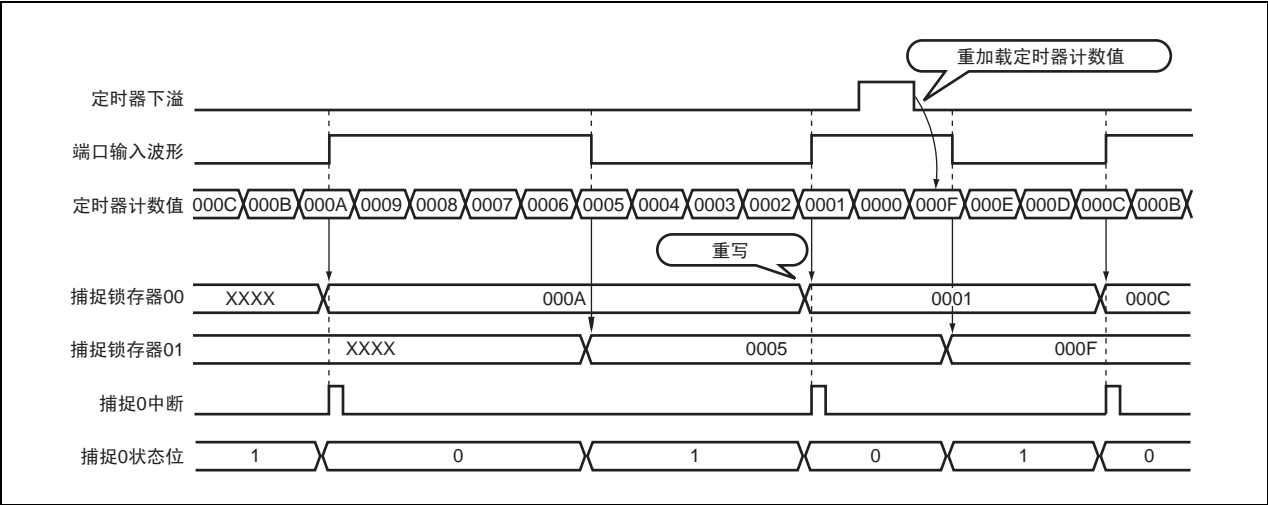 重加载定时器计数值
定时器下溢
端口输入波形
定时器计数值 000C 000B 000A 0009 0008 0007 0006 0005 0004 0003 0002 0001 0000 000F 000E 000D 000C 000B
重写
捕捉锁存器00 XXXX 000A 0001 000C
捕捉锁存器01 XXXX 0005 000F
捕捉0中断
捕捉0状态位 1 0 1 0 1 0